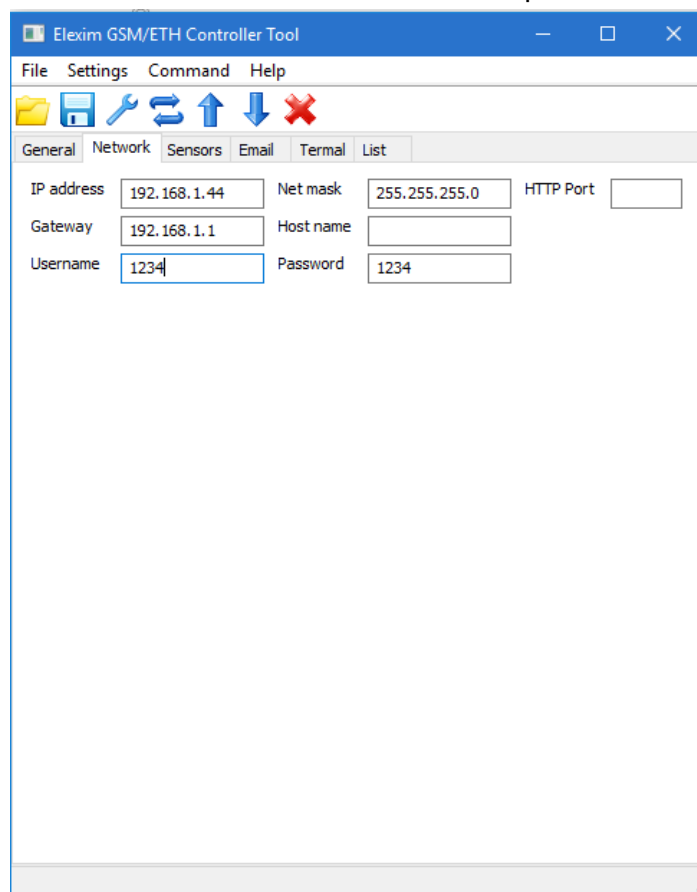 Elexim GSM/ETH Controller Tool
File Settings Command Help
General Network Sensors Email Termal List
IP address 192.168.1.44 Net mask 255.255.255.0 HTTP Port
Gateway 192.168.1.1 Host name
Username 1234 Password 1234